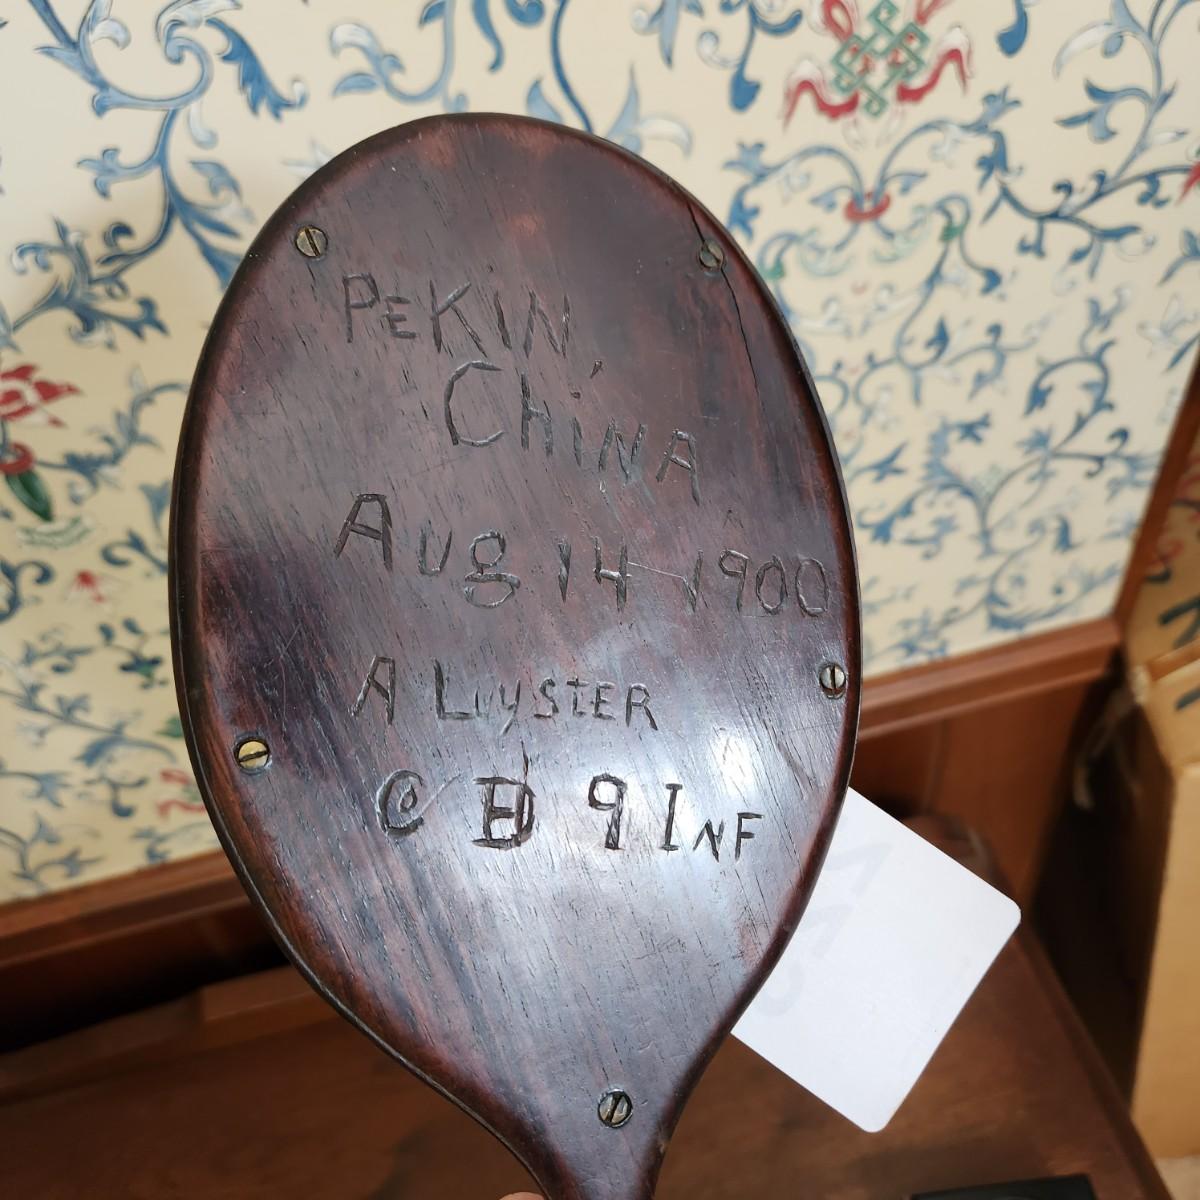 PEKIN,
ChiNA
Aug 14 1900
A LuySTER
Co D 9 INF